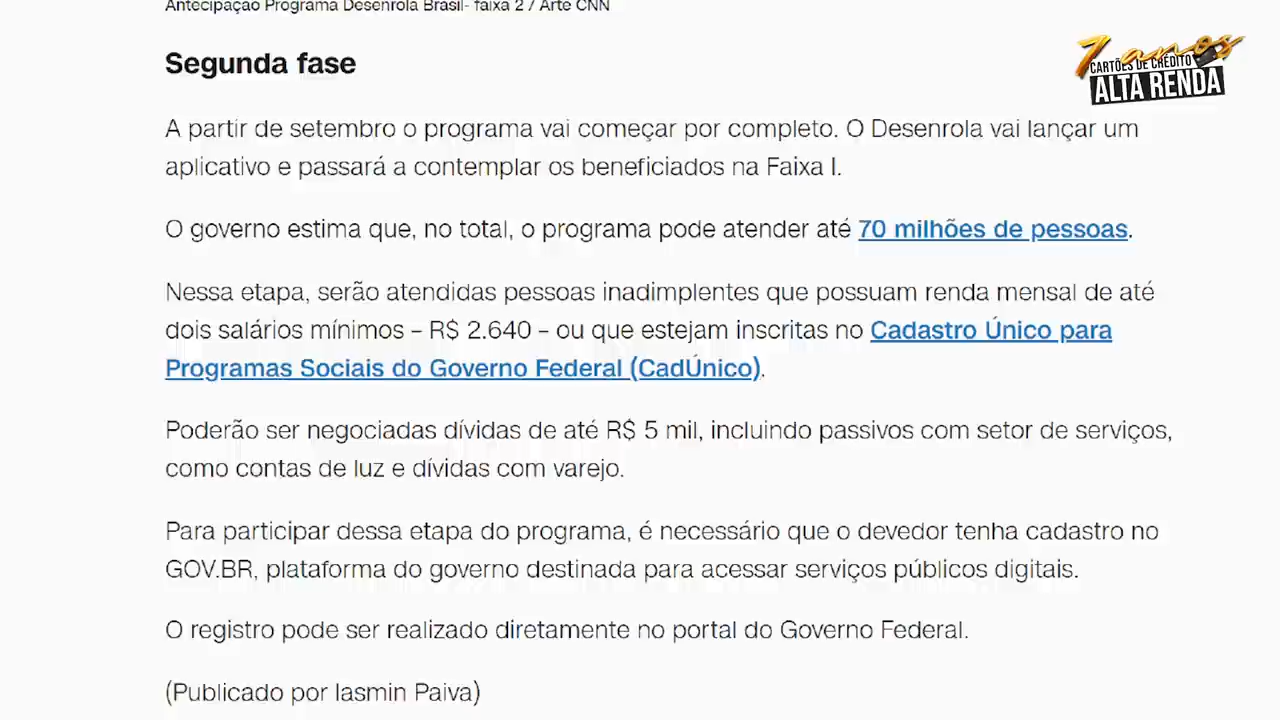 Antecipação Programa Desenrola Brasil- faixa 2 / Arte CNN
7 anos
CARTÕES DE CRÉDITO
ALTA RENDA
Segunda fase
A partir de setembro o programa vai começar por completo. O Desenrola vai lançar um
aplicativo e passará a contemplar os beneficiados na Faixa I.
O governo estima que, no total, o programa pode atender até 70 milhões de pessoas.
Nessa etapa, serão atendidas pessoas inadimplentes que possuam renda mensal de até
dois salários mínimos – R$ 2.640 – ou que estejam inscritas no Cadastro Único para
Programas Sociais do Governo Federal (CadÚnico).
Poderão ser negociadas dívidas de até R$ 5 mil, incluindo passivos com setor de serviços,
como contas de luz e dívidas com varejo.
Para participar dessa etapa do programa, é necessário que o devedor tenha cadastro no
GOV.BR, plataforma do governo destinada para acessar serviços públicos digitais.
O registro pode ser realizado diretamente no portal do Governo Federal.
(Publicado por Iasmin Paiva)